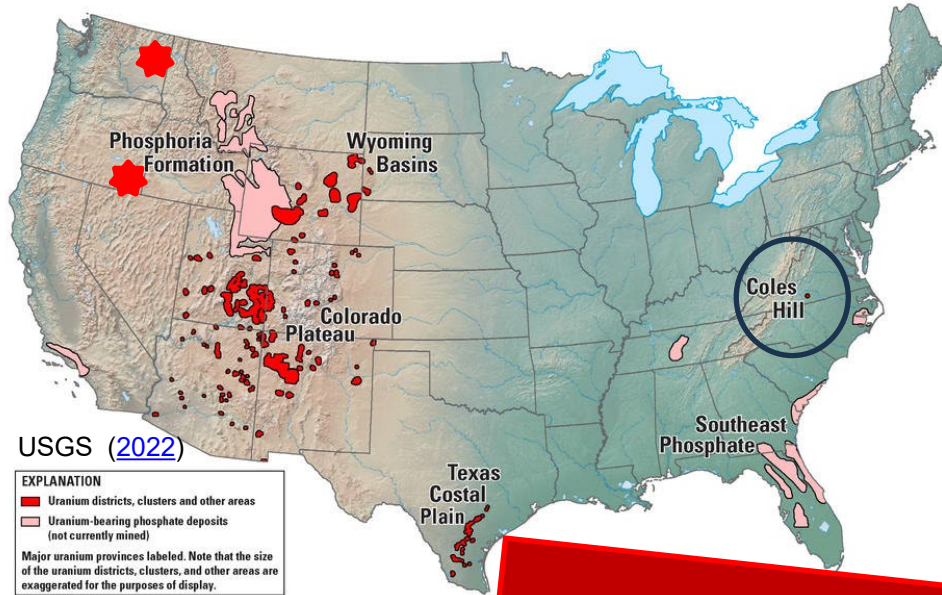 Phosphoria
Formation
Wyoming
Basins
Coles
Hill
Colorado
Plateau
USGS (2022)
Southeast
Phosphate
Texas
Costal
Plain
EXPLANATION
Uranium districts, clusters and other areas
Uranium-bearing phosphate deposits
(not currently mined)
Major uranium provinces labeled. Note that the size
of the uranium districts, clusters, and other areas are
exaggerated for the purposes of display.